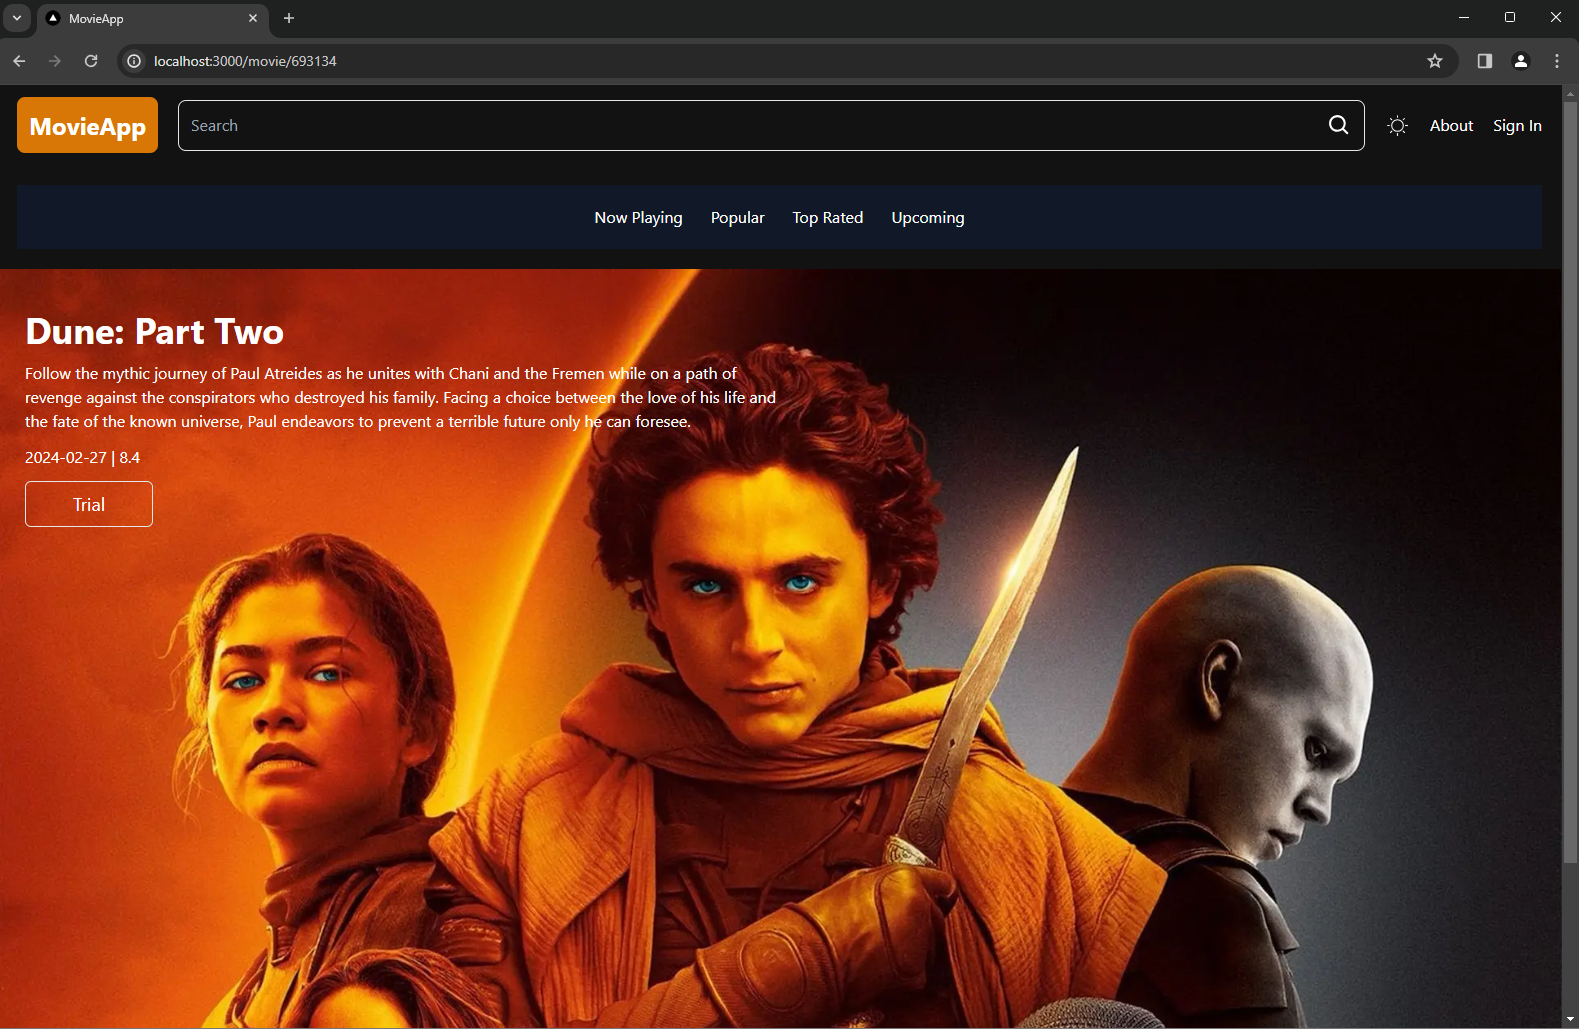 MovieApp
localhost:3000/movie/693134
MovieApp
Search
About
Sign In
Now Playing
Popular
Top Rated
Upcoming
Dune: Part Two
Follow the mythic journey of Paul Atreides as he unites with Chani and the Fremen while on a path of
revenge against the conspirators who destroyed his family. Facing a choice between the love of his life and
the fate of the known universe, Paul endeavors to prevent a terrible future only he can foresee.
2024-02-27 | 8.4
Trial